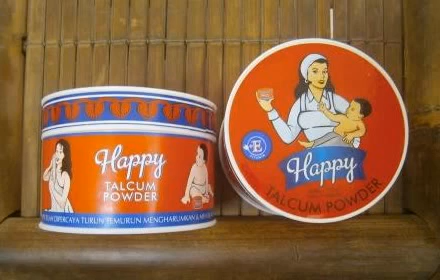 Happy
TALCUM
POWDER
DIPERCAYA TURUN TEMURUN MENGHARUMKAN &
E
Happy
TALCUM POWDER